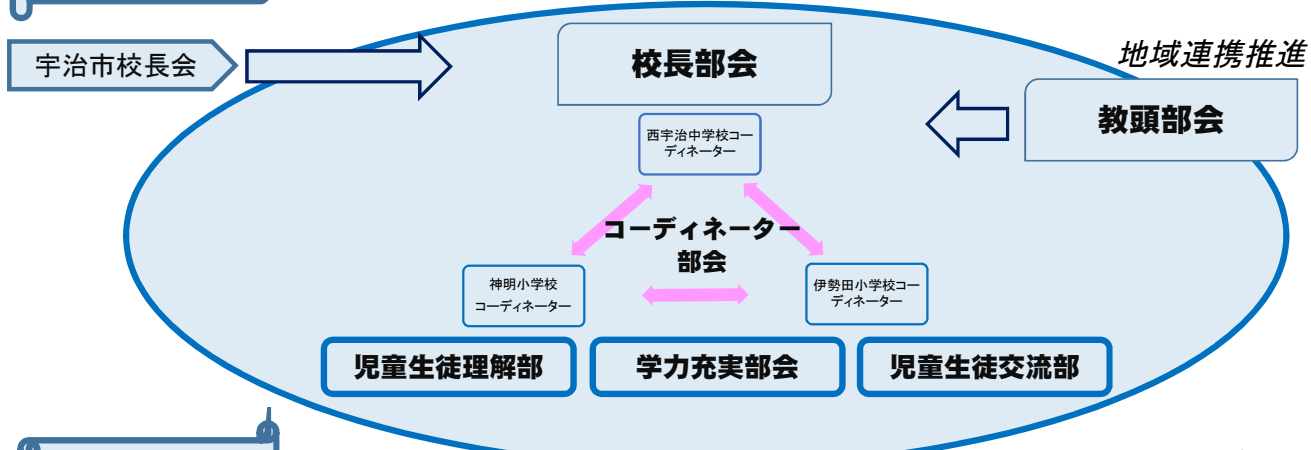 宇治市校長会
校長部会
地域連携推進
教頭部会
西宇治中学校コー
ディネーター
コーディネーター
部会
神明小学校
コーディネーター
伊勢田小学校コー
ディネーター
児童生徒理解部
学力充実部会
児童生徒交流部